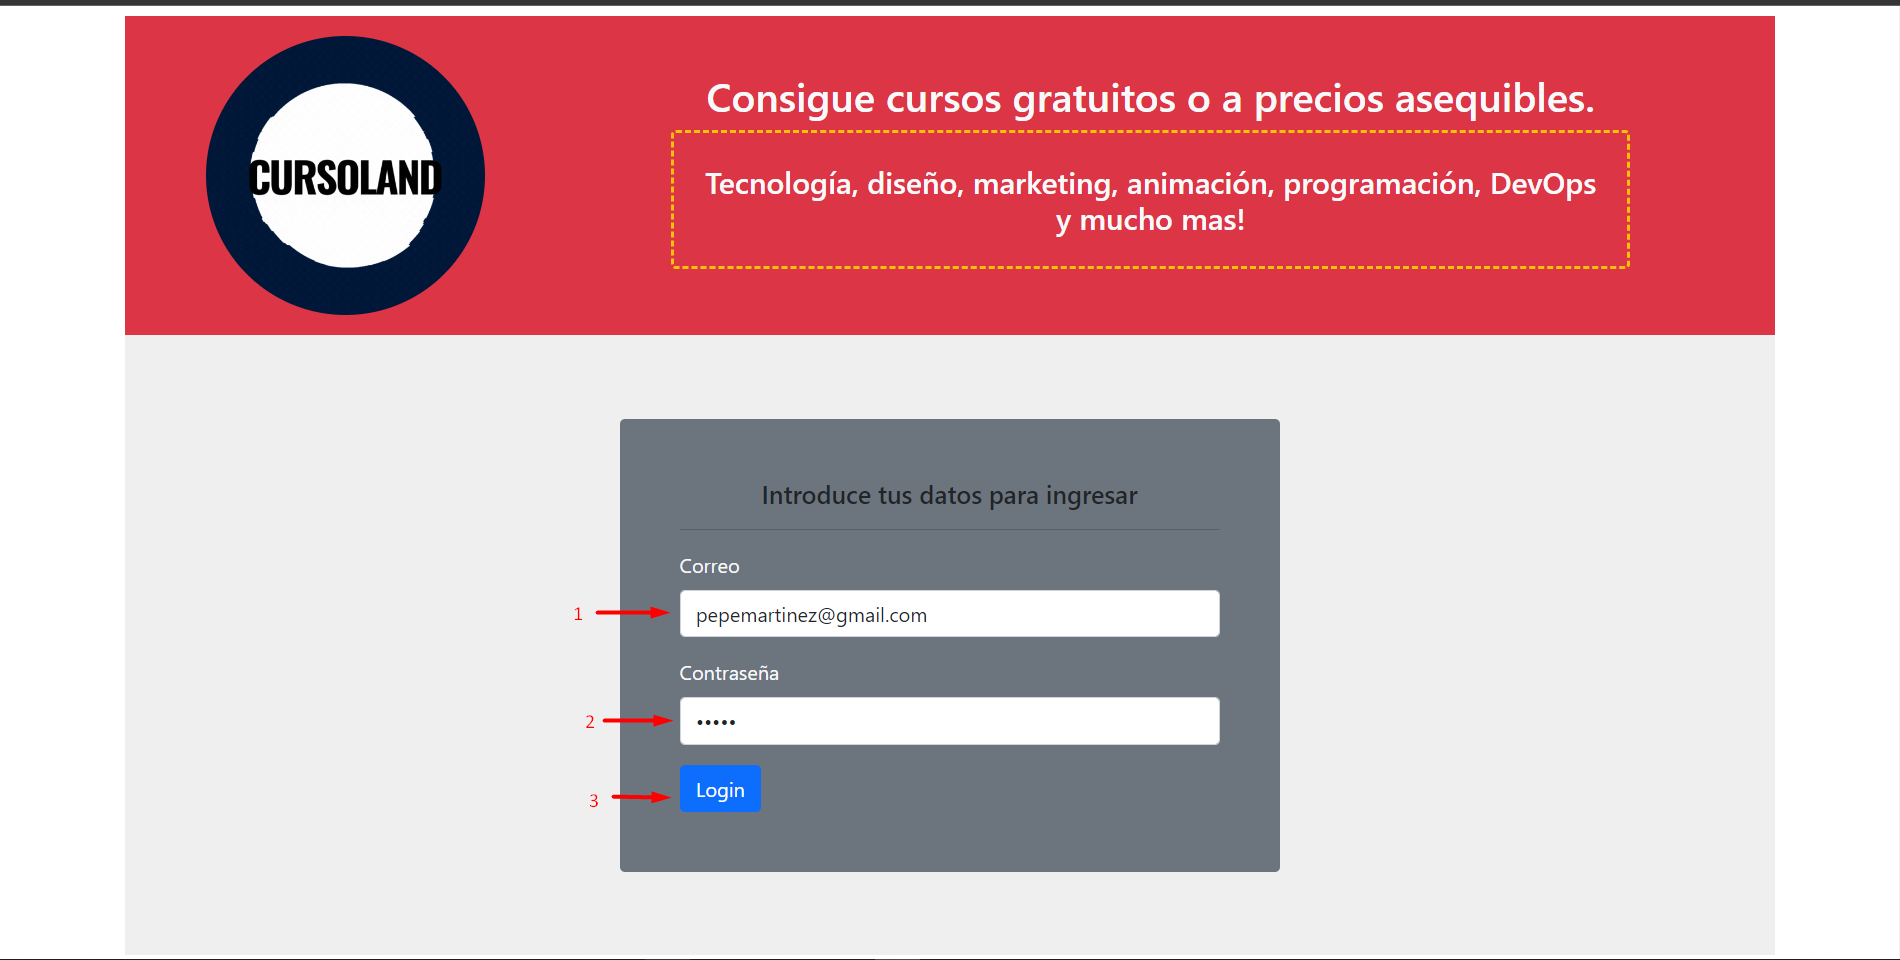 CURSOLAND
Consigue cursos gratuitos o a precios asequibles.
Tecnología, diseño, marketing, animación, programación, DevOps
y mucho mas!
Introduce tus datos para ingresar
Correo
1
pepemartinez@gmail.com
Contraseña
2
•••••
3
Login